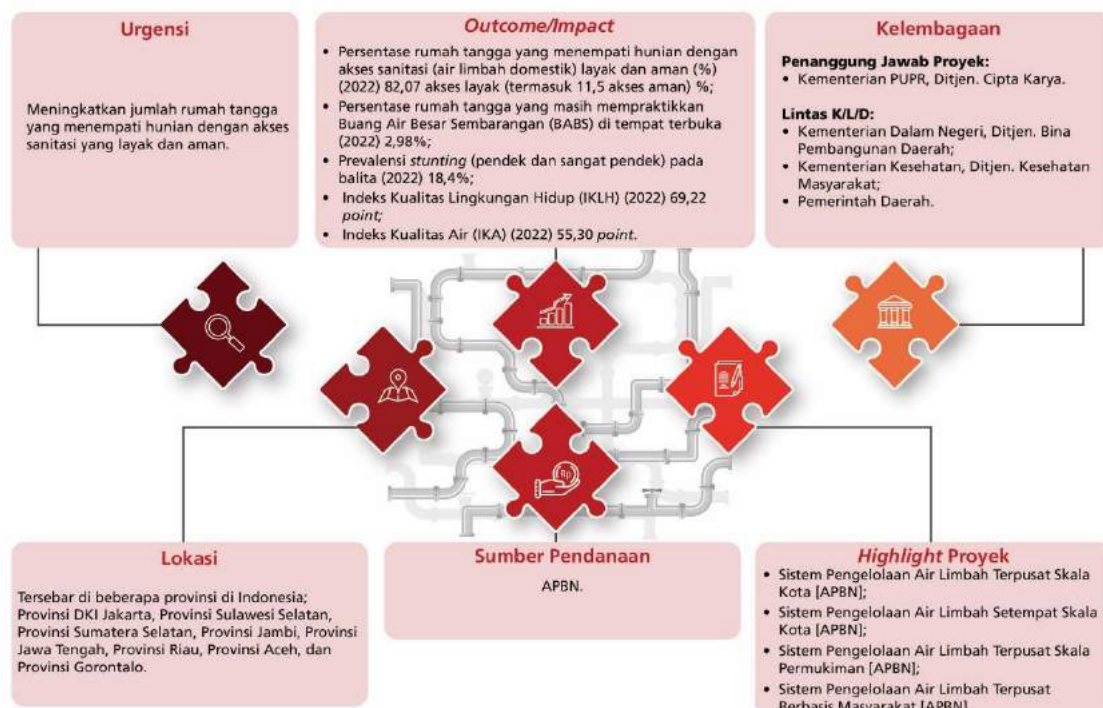 Urgensi
Meningkatkan jumlah rumah tangga
yang menempati hunian dengan akses
sanitasi yang layak dan aman.
Outcome/Impact
• Persentase rumah tangga yang menempati hunian dengan
akses sanitasi (air limbah domestik) layak dan aman (%)
(2022) 82,07 akses layak (termasuk 11,5 akses aman) %;
• Persentase rumah tangga yang masih mempraktikkan
Buang Air Besar Sembarangan (BABS) di tempat terbuka
(2022) 2,98%;
• Prevalensi stunting (pendek dan sangat pendek) pada
balita (2022) 18,4%;
• Indeks Kualitas Lingkungan Hidup (IKLH) (2022) 69,22
point;
• Indeks Kualitas Air (IKA) (2022) 55,30 point.
Kelembagaan
Penanggung Jawab Proyek:
• Kementerian PUPR, Ditjen. Cipta Karya.
Lintas K/L/D:
• Kementerian Dalam Negeri, Ditjen. Bina
Pembangunan Daerah;
• Kementerian Kesehatan, Ditjen. Kesehatan
Masyarakat;
• Pemerintah Daerah.
Rp
Lokasi
Tersebar di beberapa provinsi di Indonesia;
Provinsi DKI Jakarta, Provinsi Sulawesi Selatan,
Provinsi Sumatera Selatan, Provinsi Jambi, Provinsi
Jawa Tengah, Provinsi Riau, Provinsi Aceh, dan
Provinsi Gorontalo.
Sumber Pendanaan
APBN.
Highlight Proyek
• Sistem Pengelolaan Air Limbah Terpusat Skala
Kota [APBN];
• Sistem Pengelolaan Air Limbah Setempat Skala
Kota [APBN];
• Sistem Pengelolaan Air Limbah Terpusat Skala
Permukiman [APBN];
• Sistem Pengelolaan Air Limbah Terpusat
Berbasis Masyarakat [APBN]